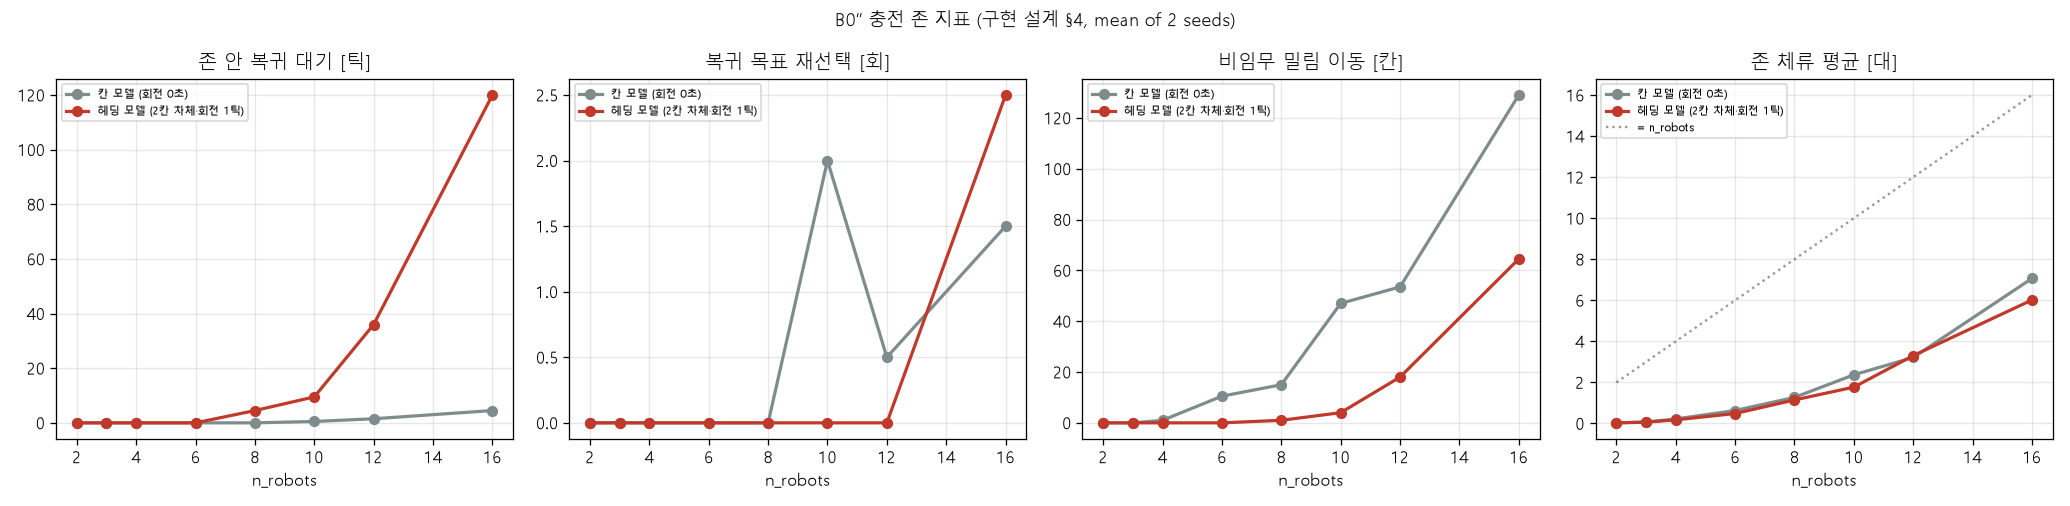 B0″ 충전 존 지표 (구현 설계 §4, mean of 2 seeds)
존 안 복귀 대기 [틱]
칸 모델 (회전 0초)
헤딩 모델 (2칸 차체·회전 1틱)
120
100
80
60
40
20
0
2 4 6 8 10 12 14 16
n_robots
복귀 목표 재선택 [회]
칸 모델 (회전 0초)
헤딩 모델 (2칸 차체·회전 1틱)
2.5
2.0
1.5
1.0
0.5
0.0
2 4 6 8 10 12 14 16
n_robots
비임무 밀림 이동 [칸]
칸 모델 (회전 0초)
헤딩 모델 (2칸 차체·회전 1틱)
120
100
80
60
40
20
0
2 4 6 8 10 12 14 16
n_robots
존 체류 평균 [대]
칸 모델 (회전 0초)
헤딩 모델 (2칸 차체·회전 1틱)
= n_robots
16
14
12
10
8
6
4
2
0
2 4 6 8 10 12 14 16
n_robots